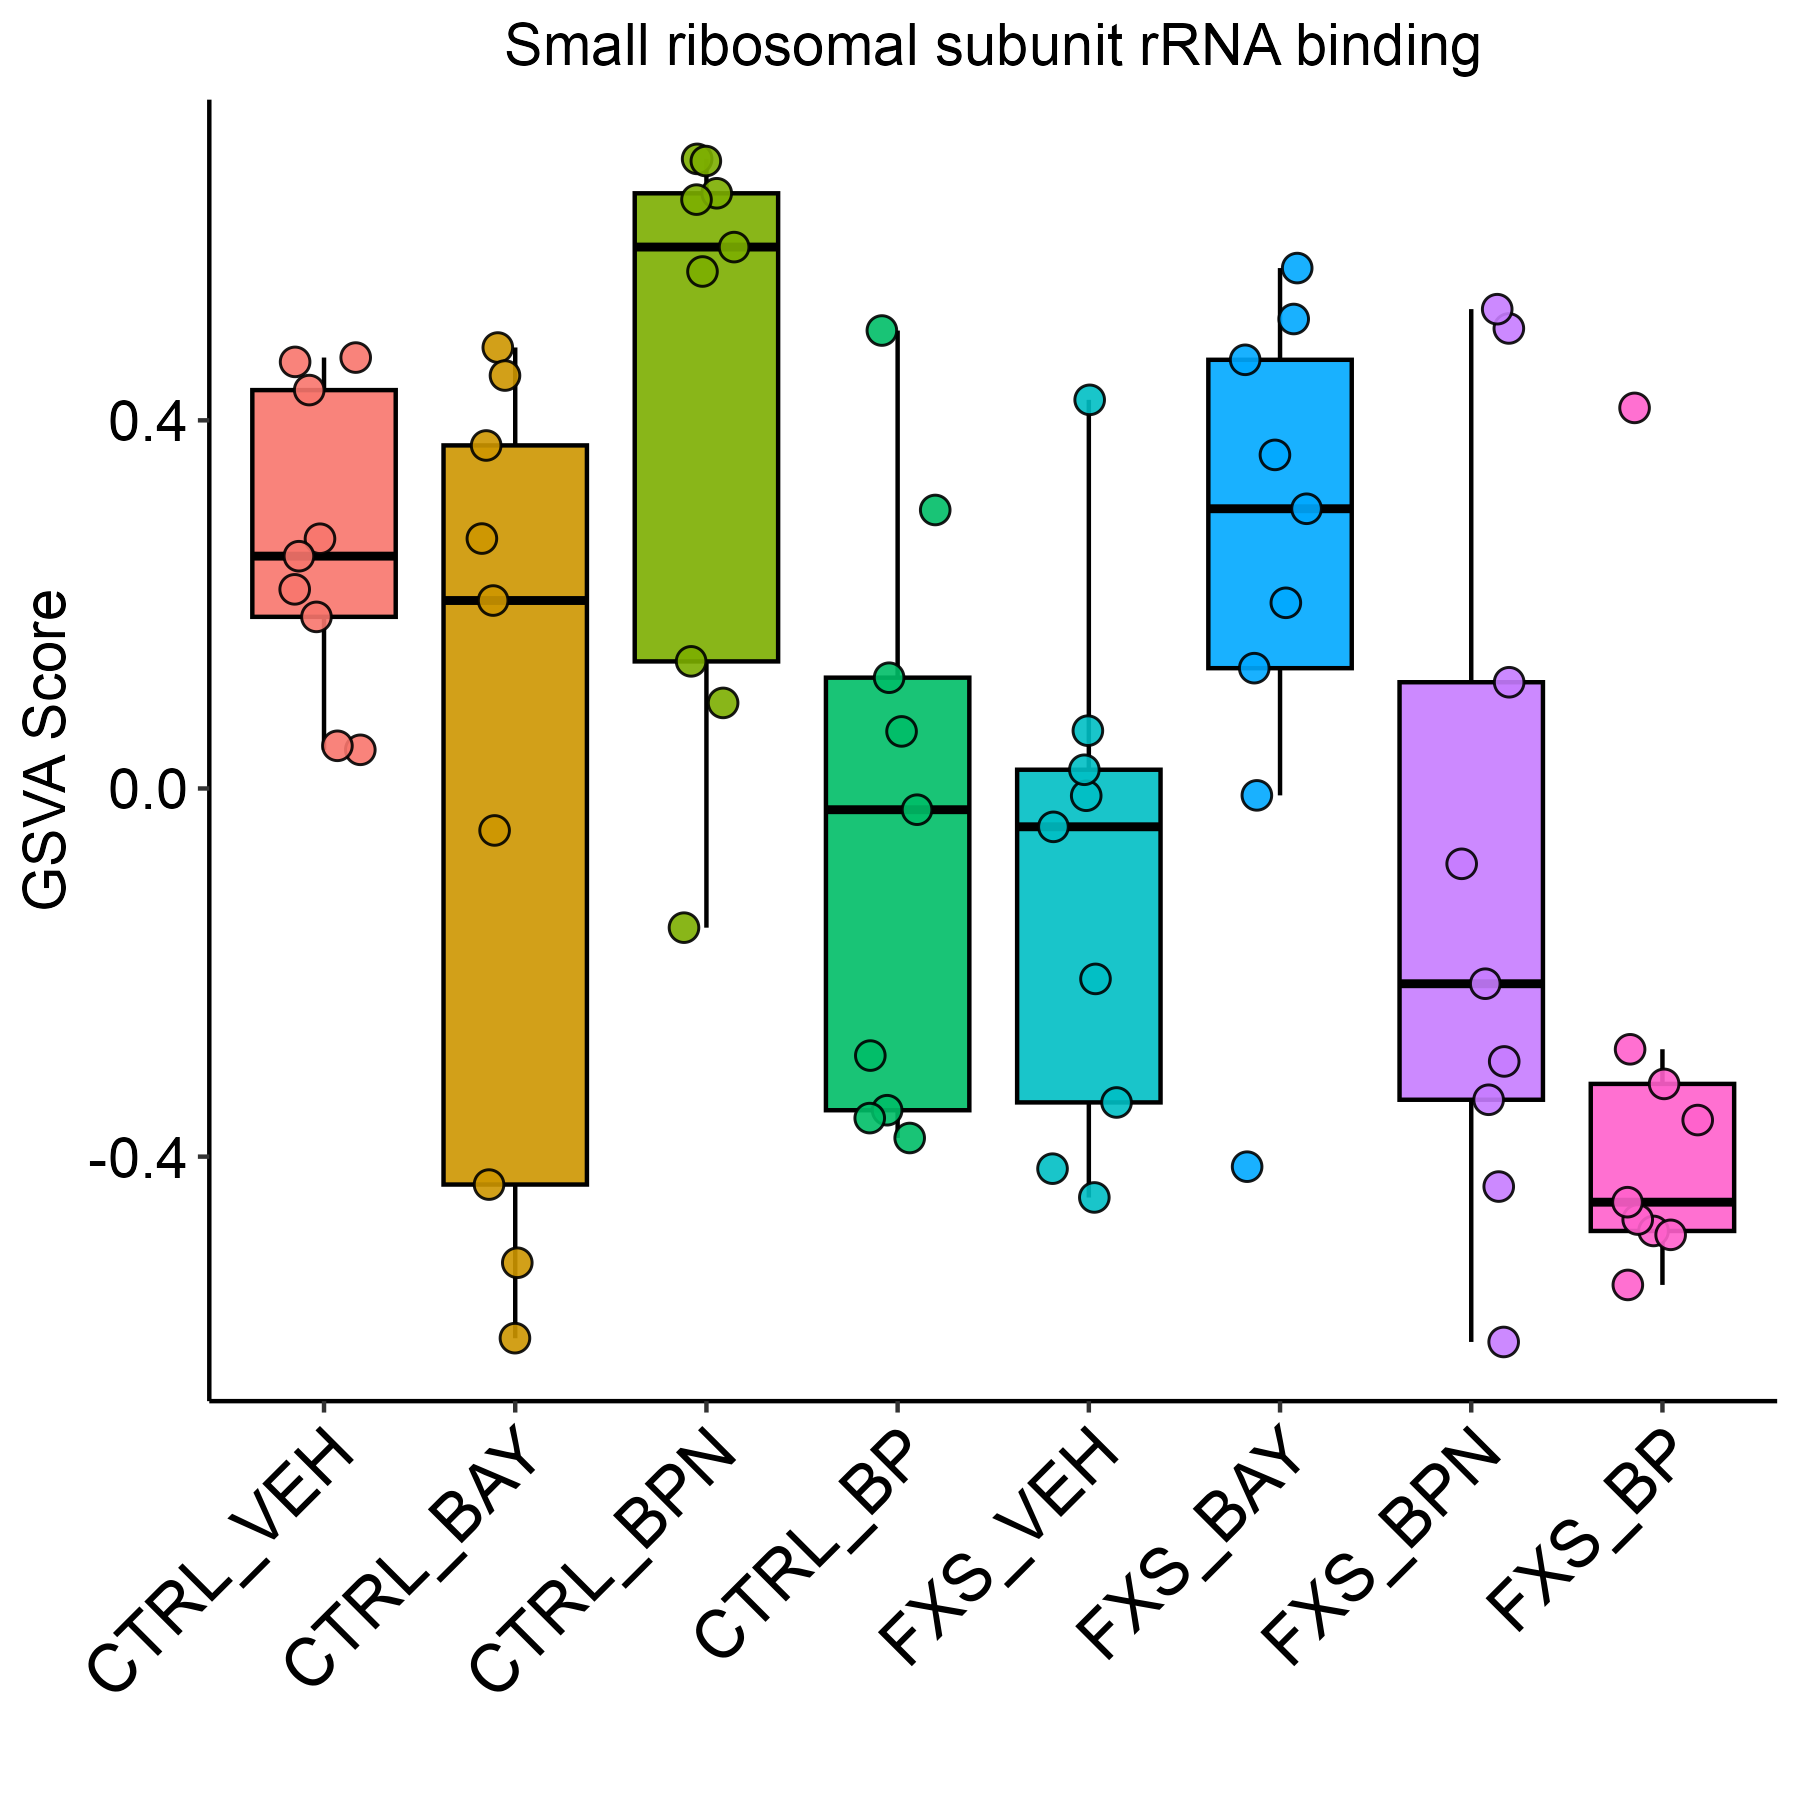 Small ribosomal subunit rRNA binding
GSVA Score
0.4
0.0
-0.4
CTRL_VEH
CTRL_BAY
CTRL_BPN
CTRL_BP
FXS_VEH
FXS_BAY
FXS_BPN
FXS_BP